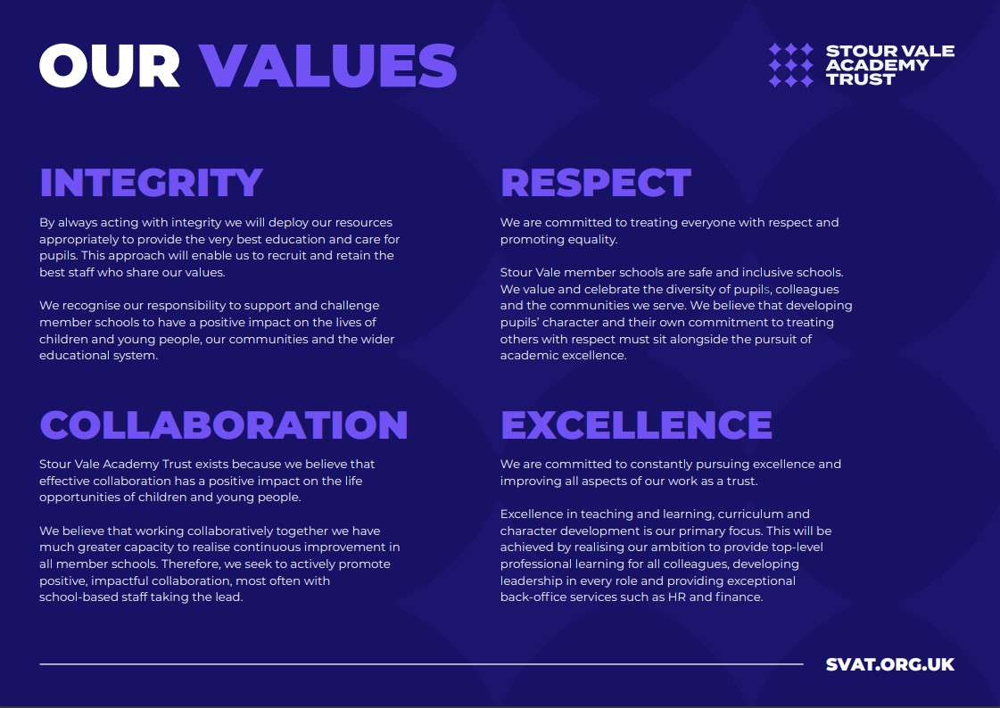 OUR VALUES
STOUR VALE
ACADEMY
TRUST
INTEGRITY
By always acting with integrity we will deploy our resources
appropriately to provide the very best education and care for
pupils. This approach will enable us to recruit and retain the
best staff who share our values.
We recognise our responsibility to support and challenge
member schools to have a positive impact on the lives of
children and young people, our communities and the wider
educational system.
RESPECT
We are committed to treating everyone with respect and
promoting equality.
Stour Vale member schools are safe and inclusive schools.
We value and celebrate the diversity of pupils, colleagues
and the communities we serve. We believe that developing
pupils’ character and their own commitment to treating
others with respect must sit alongside the pursuit of
academic excellence.
COLLABORATION
Stour Vale Academy Trust exists because we believe that
effective collaboration has a positive impact on the life
opportunities of children and young people.
We believe that working collaboratively together we have
much greater capacity to realise continuous improvement in
all member schools. Therefore, we seek to actively promote
positive, impactful collaboration, most often with
school-based staff taking the lead.
EXCELLENCE
We are committed to constantly pursuing excellence and
improving all aspects of our work as a trust.
Excellence in teaching and learning, curriculum and
character development is our primary focus. This will be
achieved by realising our ambition to provide top-level
professional learning for all colleagues, developing
leadership in every role and providing exceptional
back-office services such as HR and finance.
SVAT.ORG.UK